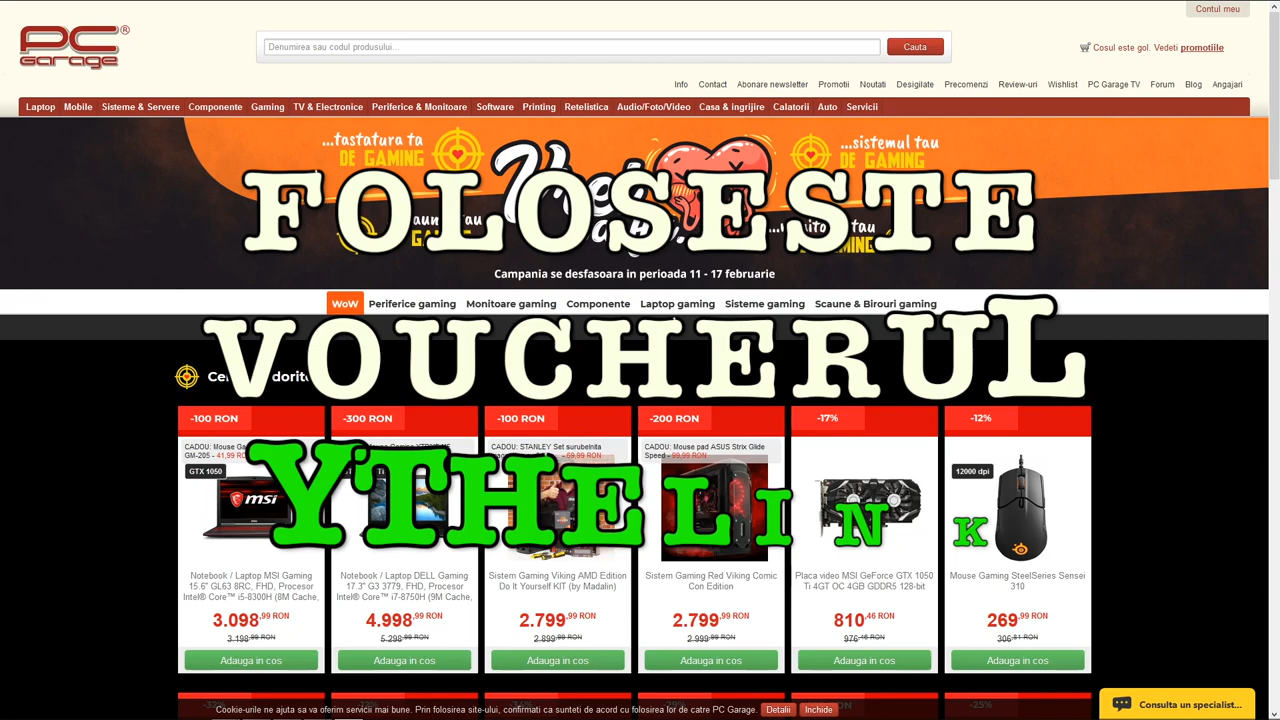 Contul meu
PC Garage®
Denumirea sau codul produsului...
Cauta
Cosul este gol. Vedeti promotiile
Info Contact Abonare newsletter Promotii Noutati Desigilate Precomenzi Review-uri Wishlist PC Garage TV Forum Blog Angajari
Laptop Mobile Sisteme & Servere Componente Gaming TV & Electronice Periferice & Monitoare Software Printing Retelistica Audio/Foto/Video Casa & ingrijire Calatorii Auto Servicii
...tastatura ta
DE GAMING
...sistemul tau
DE GAMING
FOLOSESTE
Campania se desfasoara in perioada 11 - 17 februarie
WoW Periferice gaming Monitoare gaming Componente Laptop gaming Sisteme gaming Scaune & Birouri gaming
VOUCHERUL
-100 RON -300 RON -100 RON -200 RON -17% -12%
CADOU: STANLEY Set surubelnita
CADOU: Mouse pad ASUS Strix Glide
GM-205 - 41,99
59,99 RON
Speed - 99,99 RON
GTX 1050
12000 dpi
YTHELINK
Notebook / Laptop MSI Gaming
15.6" GL63 8RC, FHD, Procesor
Intel® Core™ i5-8300H (8M Cache,
Notebook / Laptop DELL Gaming
17.3" G3 3779, FHD, Procesor
Intel® Core™ i7-8750H (9M Cache,
Sistem Gaming Viking AMD Edition
Do It Yourself KIT (by Madalin)
Sistem Gaming Red Viking Comic
Con Edition
Placa video MSI GeForce GTX 1050
Ti 4GT OC 4GB GDDR5 128-bit
Mouse Gaming SteelSeries Sensei
310
3.098,99 RON 4.998,99 RON 2.799,99 RON 2.799,99 RON 810,46 RON 269,99 RON
3.198,99 RON 5.298,99 RON 2.899,99 RON 2.999,99 RON 976,46 RON 306,81 RON
Adauga in cos Adauga in cos Adauga in cos Adauga in cos Adauga in cos Adauga in cos
-25%
Cookie-urile ne ajuta sa va oferim servicii mai bune. Prin folosirea site-ului, confirmati ca sunteti de acord cu folosirea lor de catre PC Garage. Detalii Inchide
Consulta un specialist...